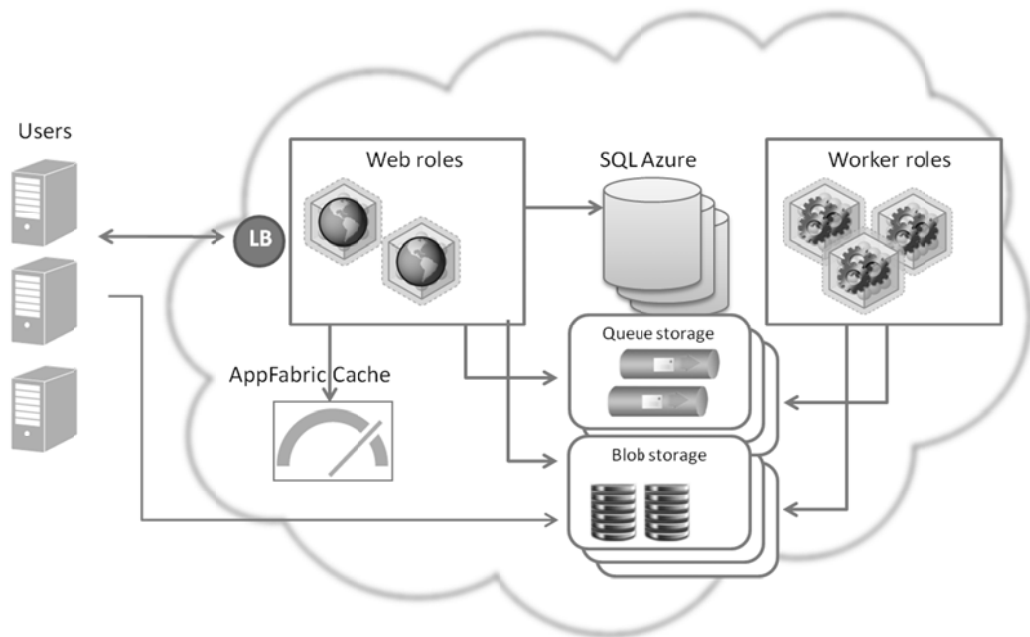 Users
Web roles
SQL Azure
Worker roles
LB
Queue storage
AppFabric Cache
Blob storage